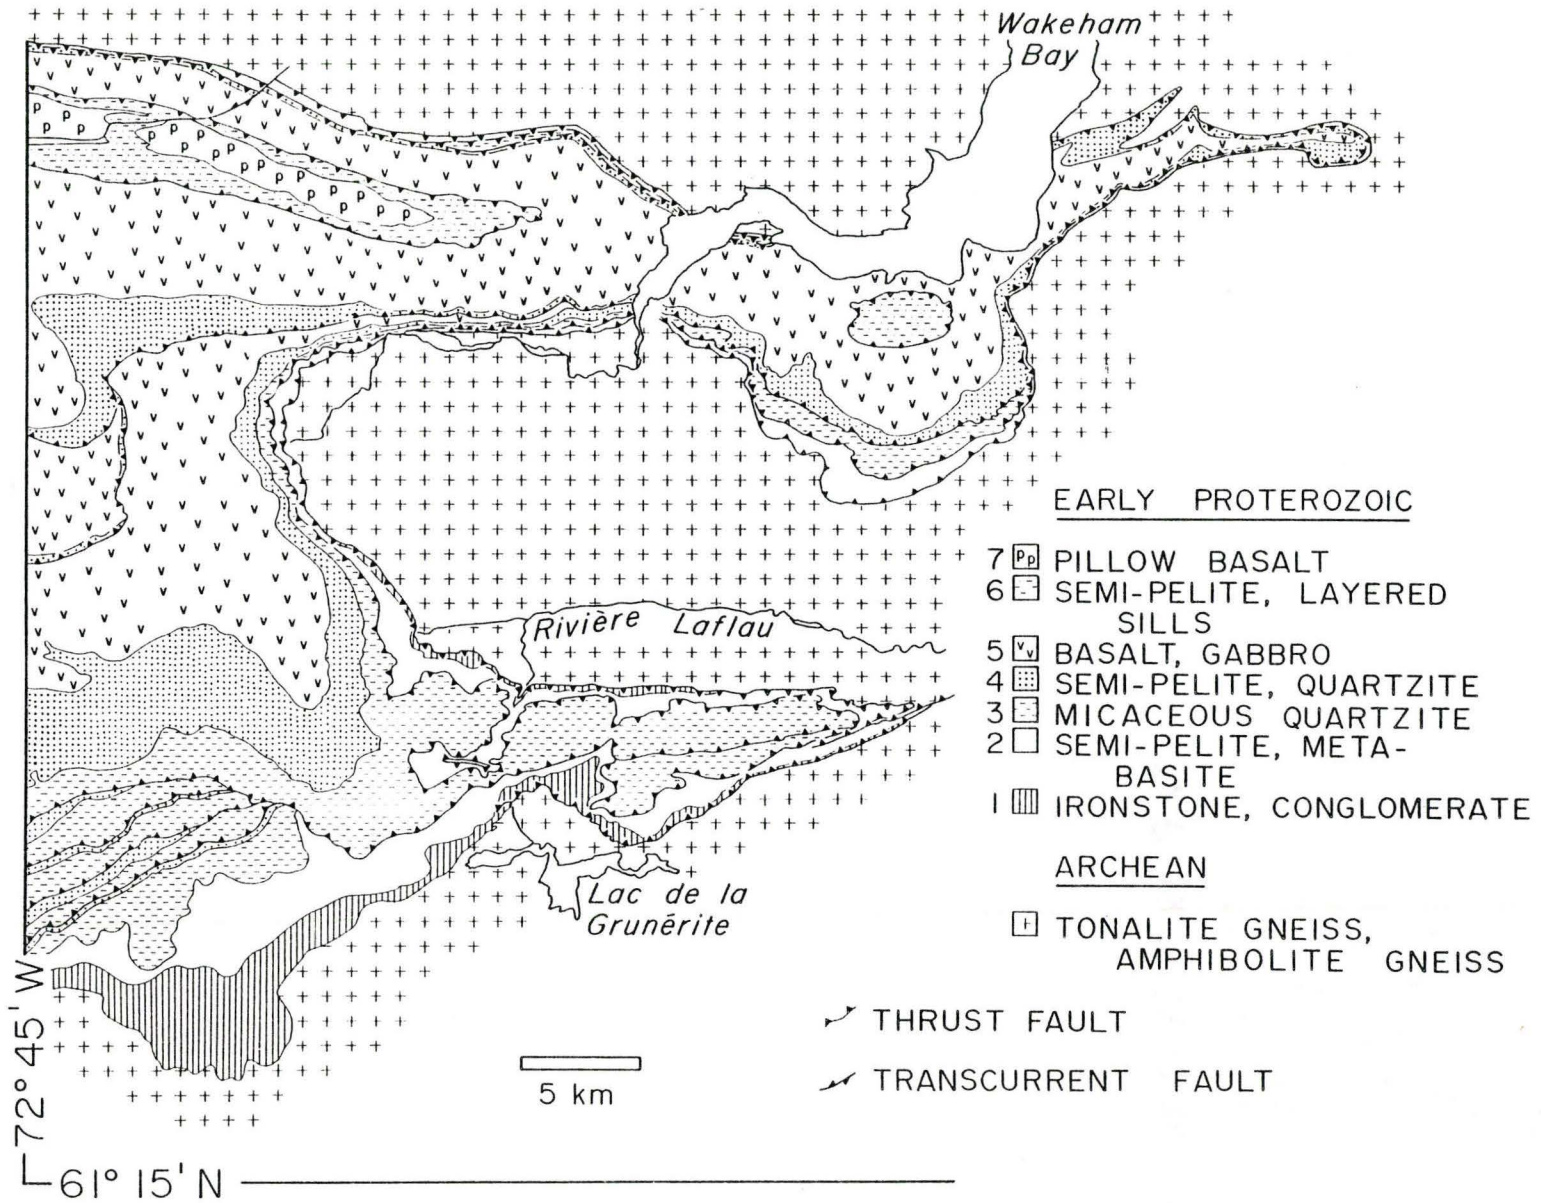 Wakeham
Bay
EARLY PROTEROZOIC
7 pp PILLOW BASALT
6 SEMI-PELITE, LAYERED
SILLS
5 vv BASALT, GABBRO
4 SEMI-PELITE, QUARTZITE
3 MICACEOUS QUARTZITE
2 SEMI-PELITE, META-
BASITE
1 IRONSTONE, CONGLOMERATE
ARCHEAN
+ TONALITE GNEISS,
AMPHIBOLITE GNEISS
THRUST FAULT
TRANSCURRENT FAULT
Rivière Laflau
Lac de la
Grunérite
5 km
72° 45' W
61° 15' N